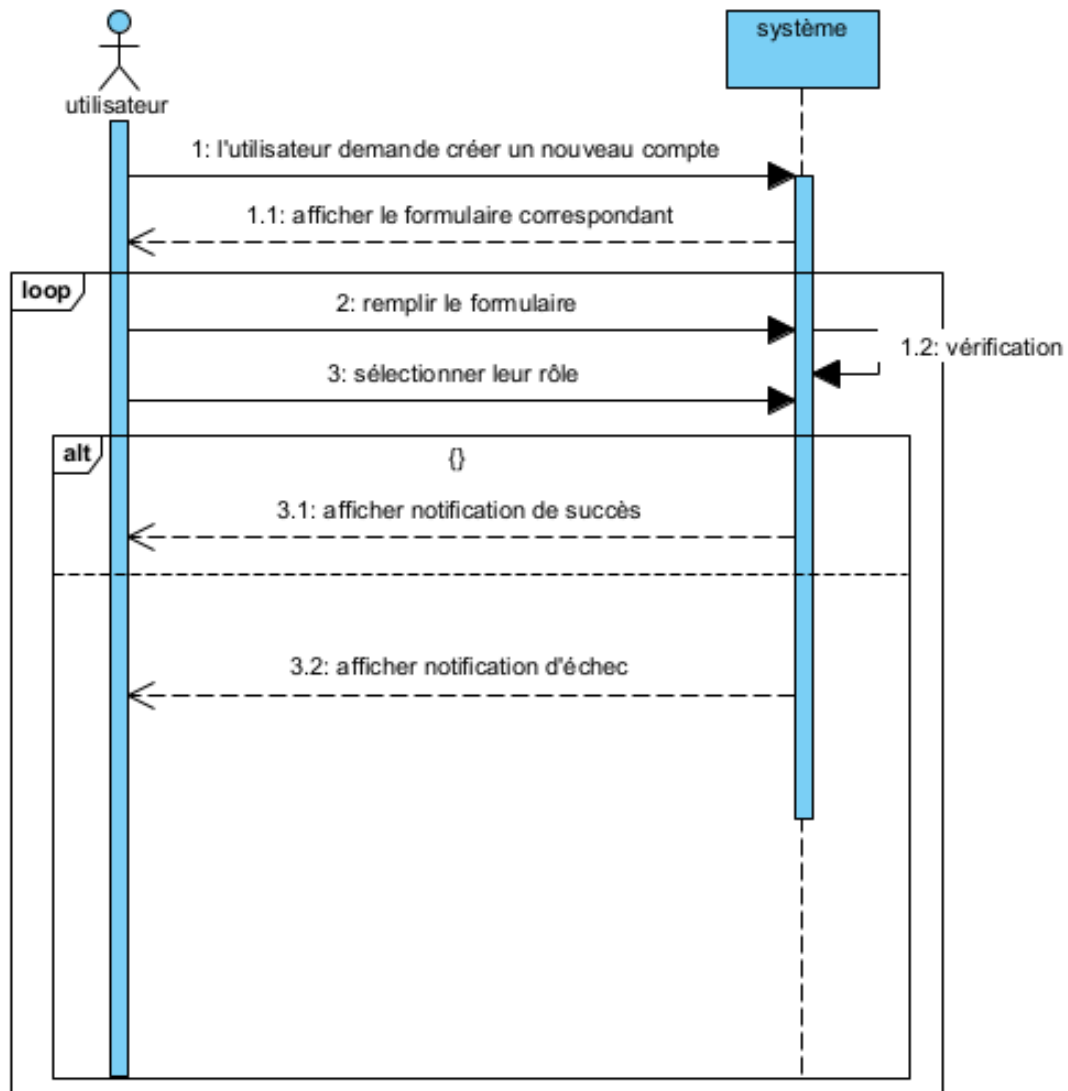 système
utilisateur
1: l'utilisateur demande créer un nouveau compte
1.1: afficher le formulaire correspondant
loop
2: remplir le formulaire
1.2: vérification
3: sélectionner leur rôle
alt
{}
3.1: afficher notification de succès
3.2: afficher notification d'échec